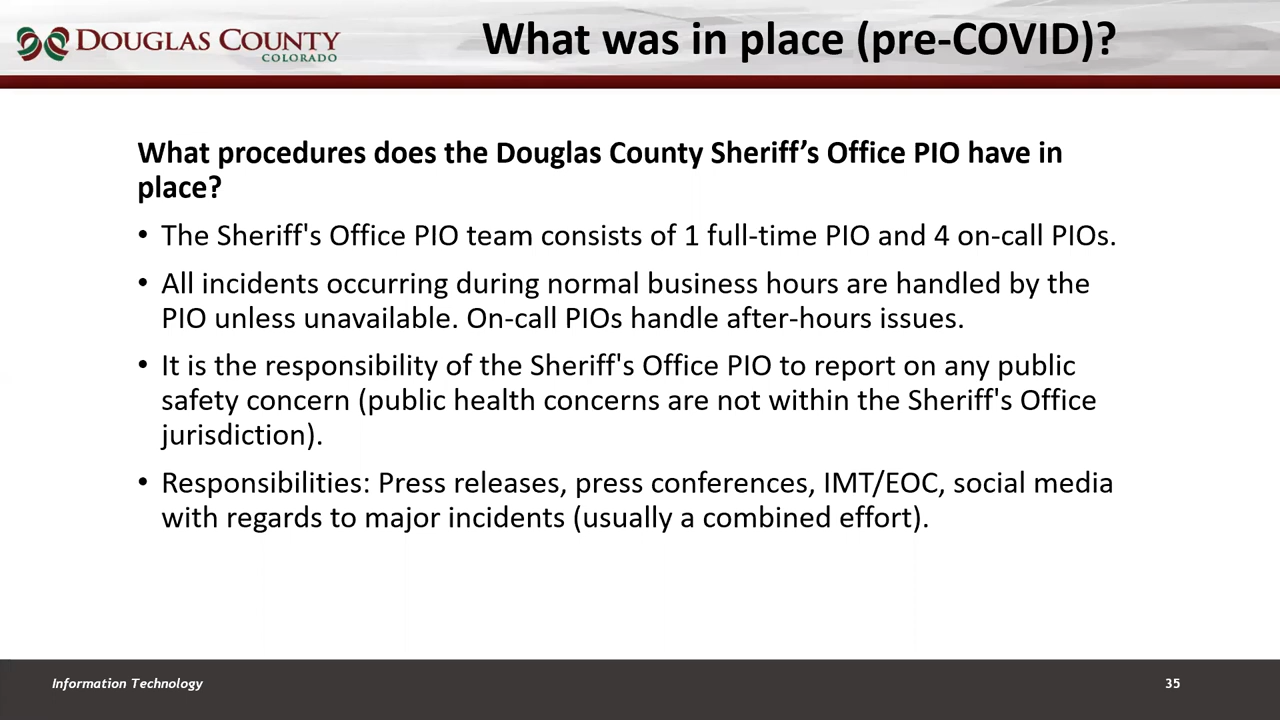 DOUGLAS COUNTY
COLORADO
What was in place (pre-COVID)?
What procedures does the Douglas County Sheriff’s Office PIO have in
place?
• The Sheriff's Office PIO team consists of 1 full-time PIO and 4 on-call PIOs.
• All incidents occurring during normal business hours are handled by the
PIO unless unavailable. On-call PIOs handle after-hours issues.
• It is the responsibility of the Sheriff's Office PIO to report on any public
safety concern (public health concerns are not within the Sheriff's Office
jurisdiction).
• Responsibilities: Press releases, press conferences, IMT/EOC, social media
with regards to major incidents (usually a combined effort).
Information Technology
35